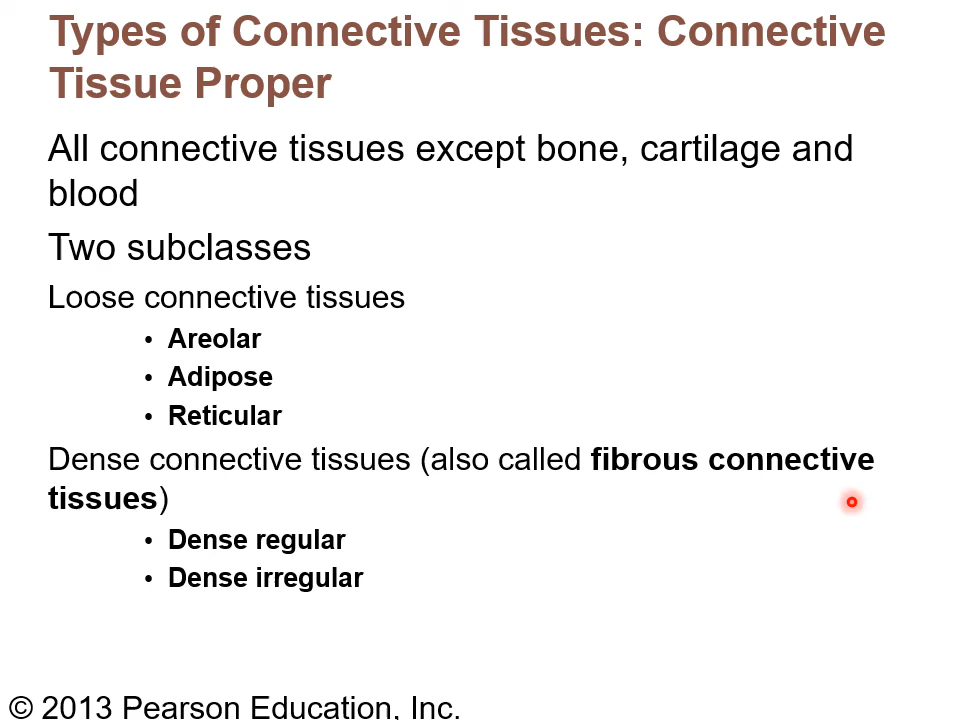 Types of Connective Tissues: Connective
Tissue Proper
All connective tissues except bone, cartilage and
blood
Two subclasses
Loose connective tissues
• Areolar
• Adipose
• Reticular
Dense connective tissues (also called fibrous connective
tissues)
• Dense regular
• Dense irregular
© 2013 Pearson Education, Inc.